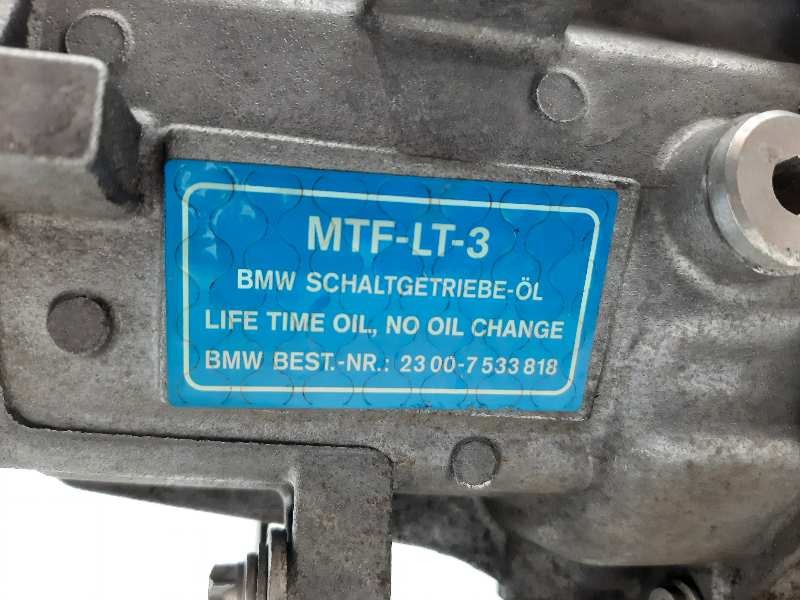 MTF-LT-3
BMW SCHALTGETRIEBE-ÖL
LIFE TIME OIL, NO OIL CHANGE
BMW BEST.-NR.: 23 00-7 533 818